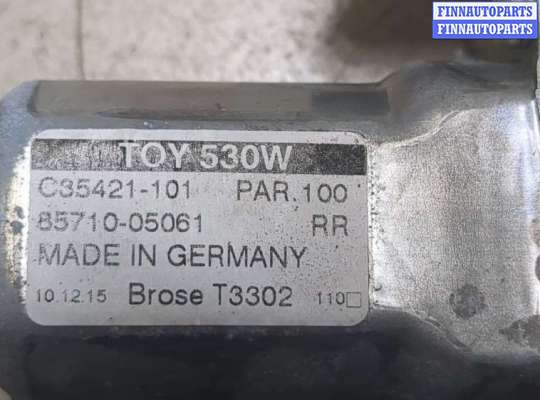 FINNAUTOPARTS
FINNAUTOPARTS
TOY 530W
C35421-101 PAR. 100
85710-05061 RR
MADE IN GERMANY
10.12.15 Brose T3302 110□